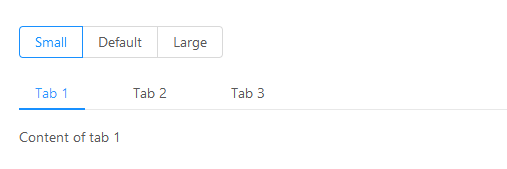 Small Default Large
Tab 1 Tab 2 Tab 3
Content of tab 1